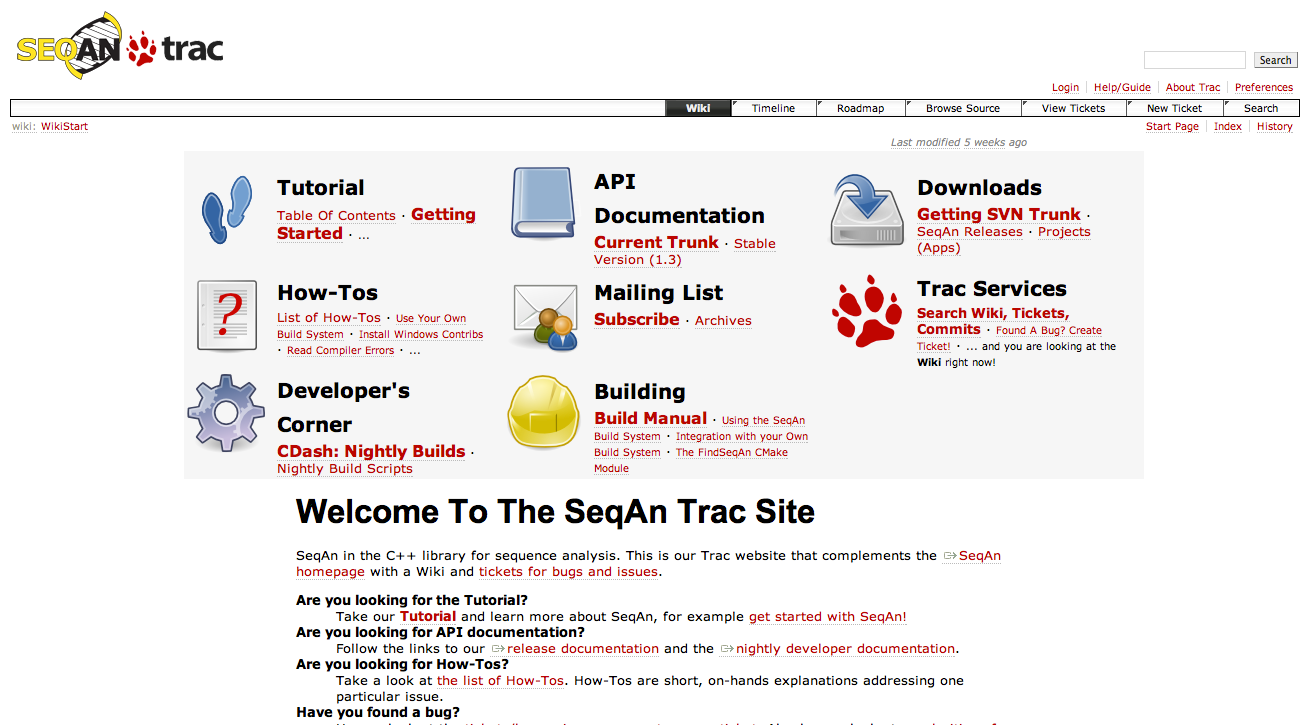 SEQAN trac
Search
Login Help/Guide About Trac Preferences
Wiki Timeline Roadmap Browse Source View Tickets New Ticket Search
wiki: WikiStart
Start Page Index History
Last modified 5 weeks ago
Tutorial
Table Of Contents · Getting
Started · ...
API
Documentation
Current Trunk · Stable
Version (1.3)
Downloads
Getting SVN Trunk ·
SeqAn Releases · Projects
(Apps)
?
How-Tos
List of How-Tos · Use Your Own
Build System · Install Windows Contribs
· Read Compiler Errors · ...
Mailing List
Subscribe · Archives
Trac Services
Search Wiki, Tickets,
Commits · Found A Bug? Create
Ticket! · ... and you are looking at the
Wiki right now!
Developer's
Corner
CDash: Nightly Builds ·
Nightly Build Scripts
Building
Build Manual · Using the SeqAn
Build System · Integration with your Own
Build System · The FindSeqAn CMake
Module
Welcome To The SeqAn Trac Site
SeqAn in the C++ library for sequence analysis. This is our Trac website that complements the SeqAn
homepage with a Wiki and tickets for bugs and issues.
Are you looking for the Tutorial?
Take our Tutorial and learn more about SeqAn, for example get started with SeqAn!
Are you looking for API documentation?
Follow the links to our release documentation and the nightly developer documentation.
Are you looking for How-Tos?
Take a look at the list of How-Tos. How-Tos are short, on-hands explanations addressing one
particular issue.
Have you found a bug?